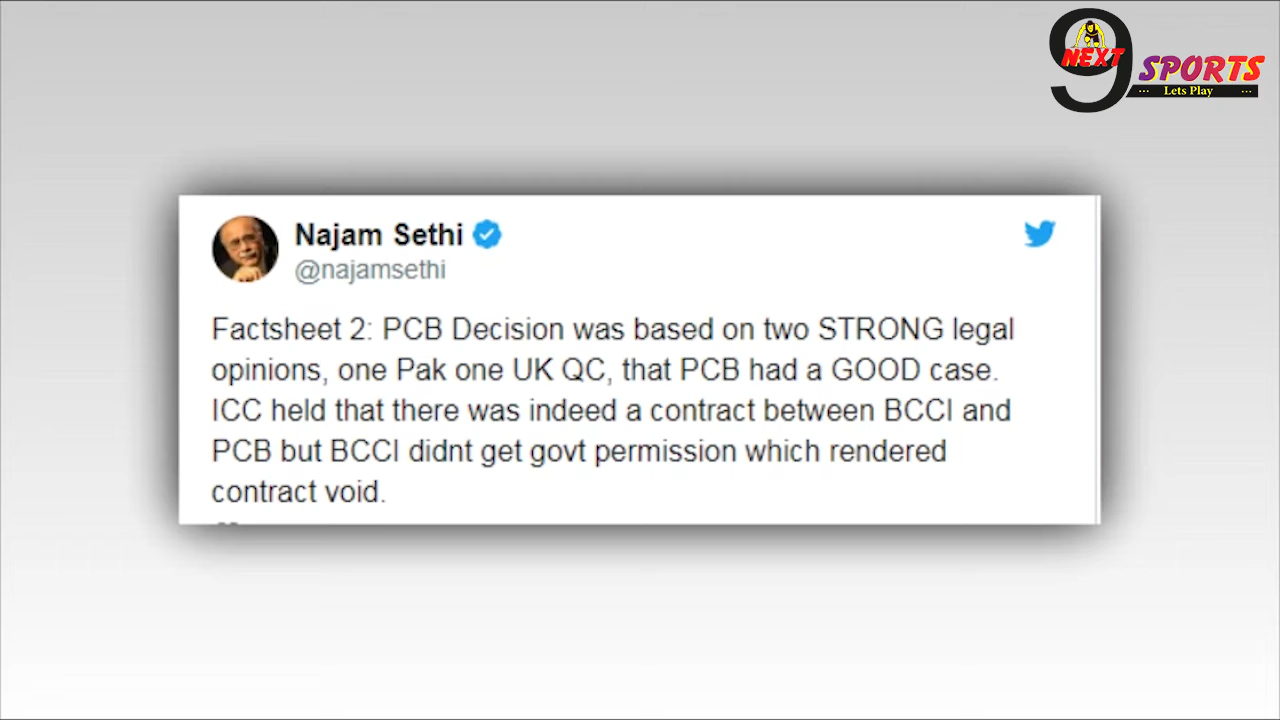 9
NEXT
SPORTS
... Lets Play ...
Najam Sethi
@najamsethi
Factsheet 2: PCB Decision was based on two STRONG legal
opinions, one Pak one UK QC, that PCB had a GOOD case.
ICC held that there was indeed a contract between BCCI and
PCB but BCCI didnt get govt permission which rendered
contract void.